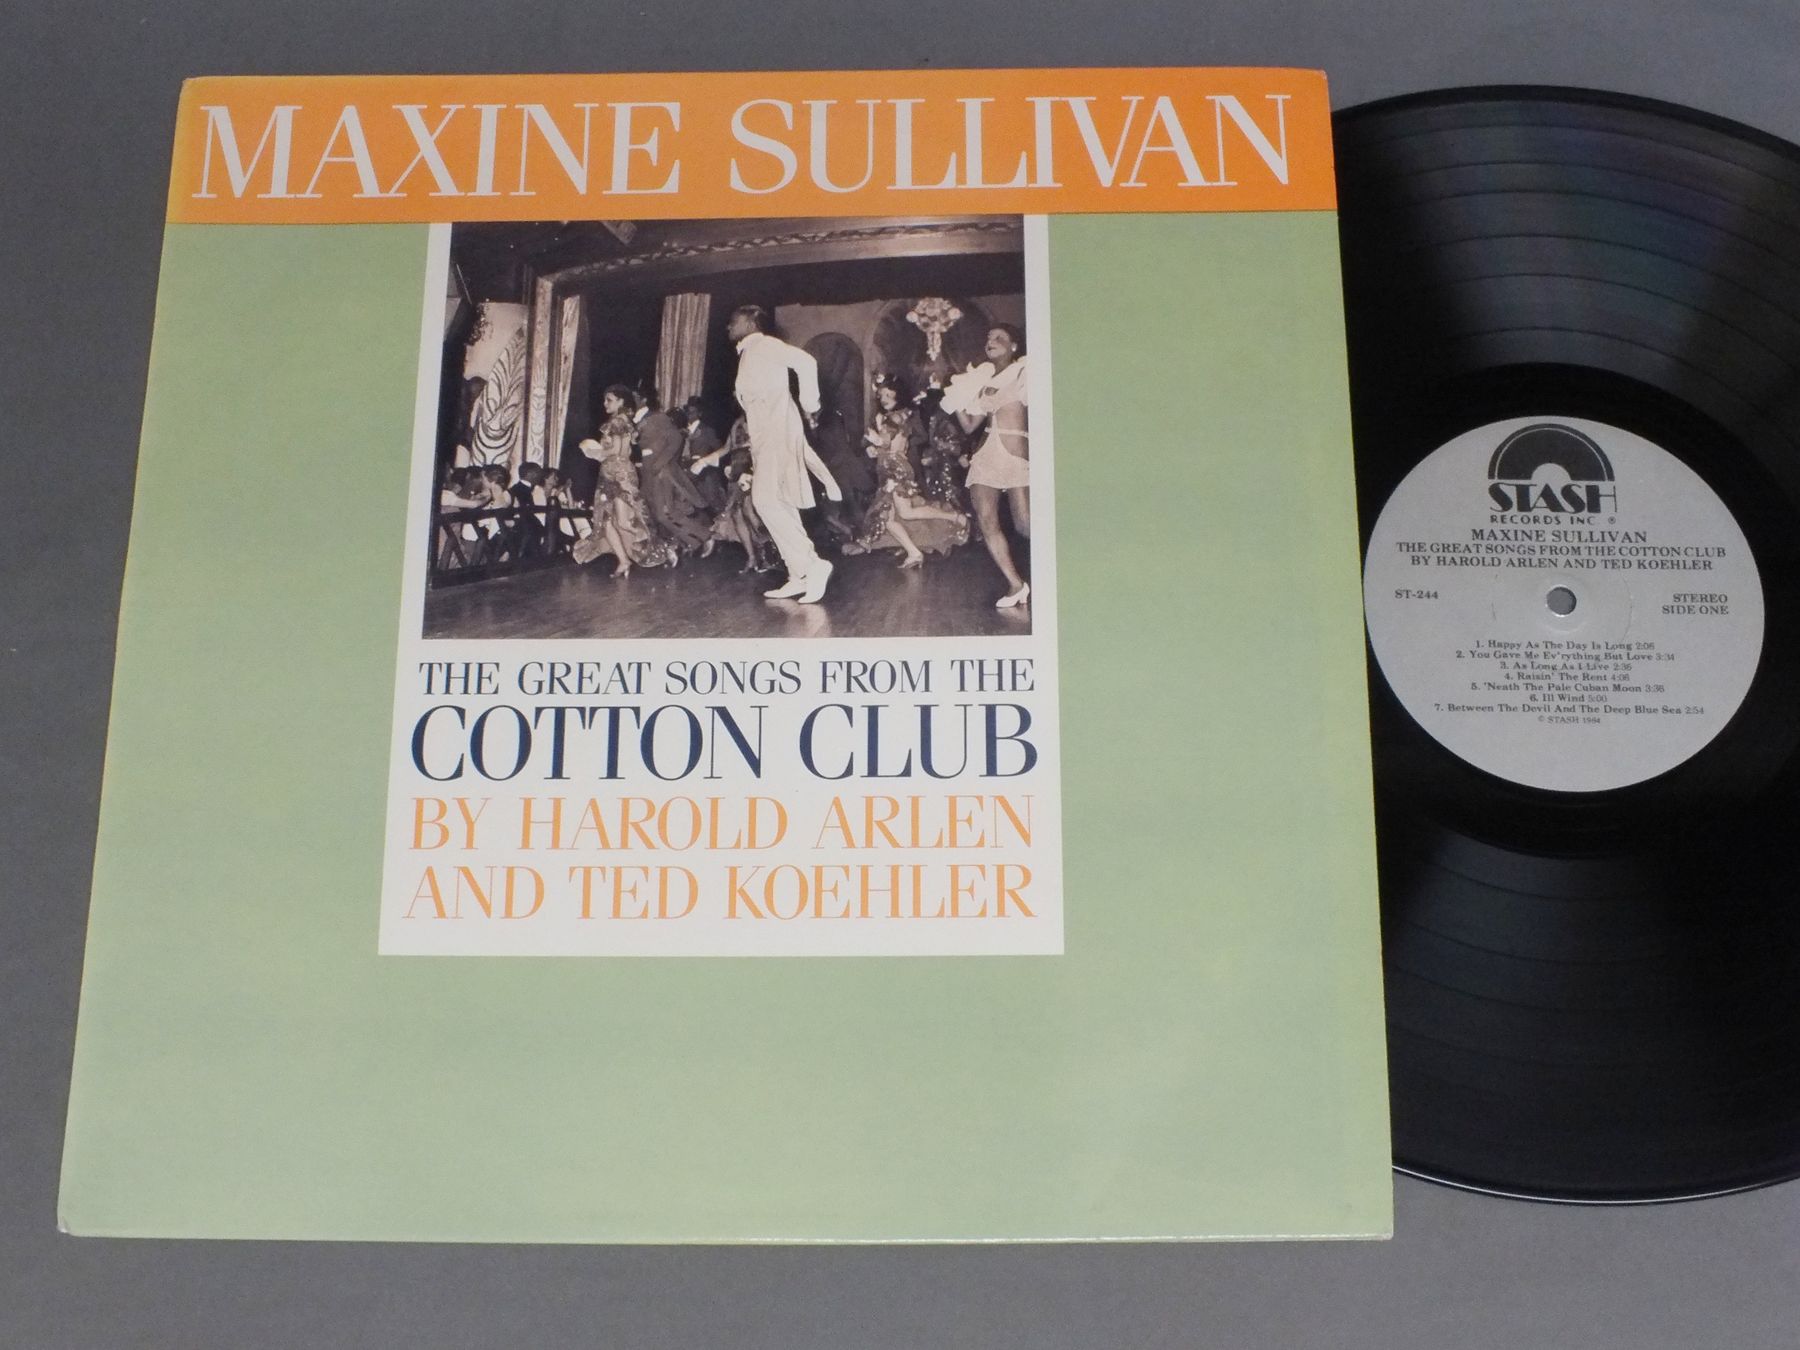 MAXINE SULLIVAN
THE GREAT SONGS FROM THE
COTTON CLUB
BY HAROLD ARLEN
AND TED KOEHLER
STASH
RECORDS INC ®
MAXINE SULLIVAN
THE GREAT SONGS FROM THE COTTON CLUB
BY HAROLD ARLEN AND TED KOEHLER
ST-244
STEREO
SIDE ONE
1. Happy As The Day Is Long 2:06
2. You Gave Me Ev'rything But Love 3:34
3. As Long As I Live 2:36
4. Raisin' The Rent 4:06
5. 'Neath The Pale Cuban Moon 3:36
6. Ill Wind 5:00
7. Between The Devil And The Deep Blue Sea 2:54
© STASH 1984